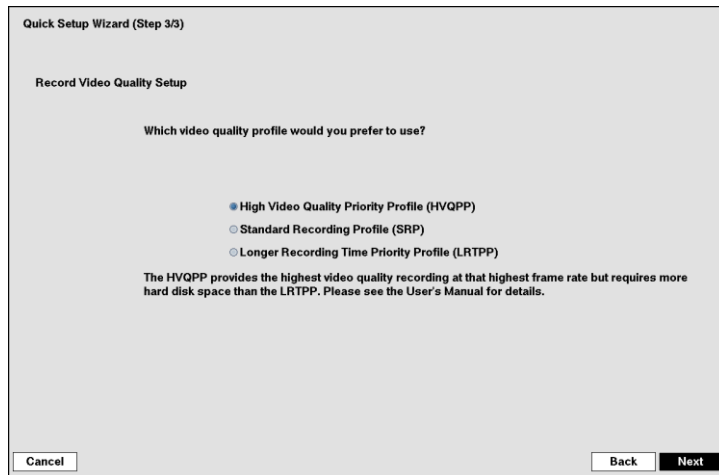 Quick Setup Wizard (Step 3/3)
Record Video Quality Setup
Which video quality profile would you prefer to use?
High Video Quality Priority Profile (HVQPP)
Standard Recording Profile (SRP)
Longer Recording Time Priority Profile (LRTPP)
The HVQPP provides the highest video quality recording at that highest frame rate but requires more
hard disk space than the LRTPP. Please see the User's Manual for details.
Cancel
Back
Next